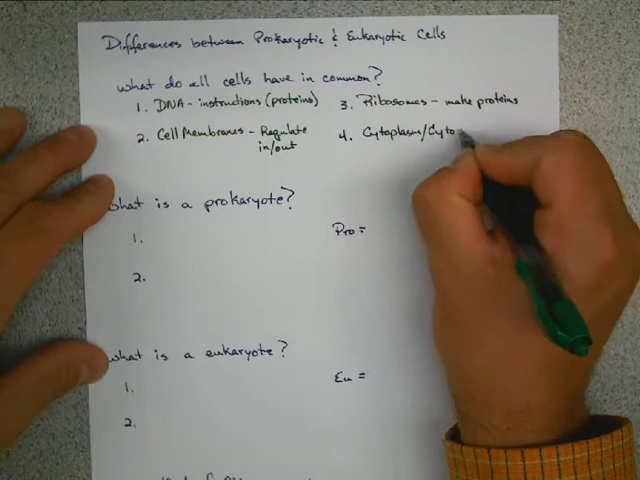 Differences between Prokaryotic & Eukaryotic Cells
what do all cells have in common?
1. DNA - instructions (proteins)
2. Cell Membranes - Regulate
in/out
3. Ribosomes - make proteins
4. Cytoplasm/Cyto
what is a prokaryote?
1.
2.
Pro =
what is a eukaryote?
1.
2.
Eu =